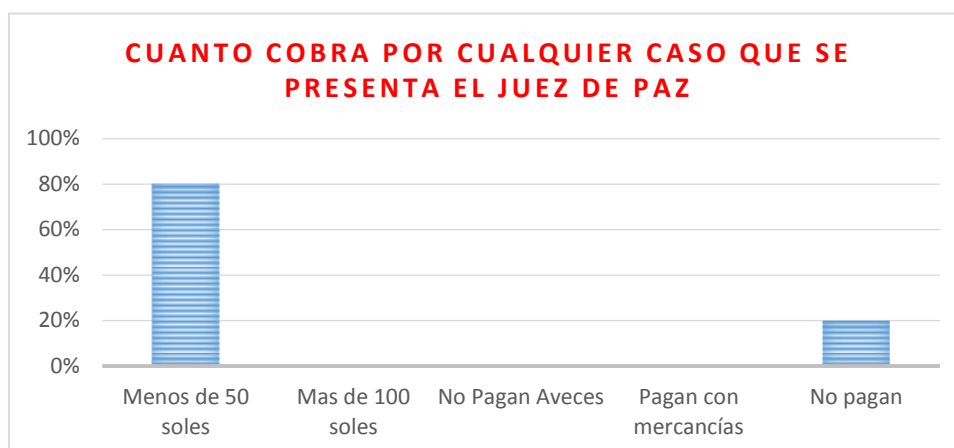 CUANTO COBRA POR CUALQUIER CASO QUE SE
PRESENTA EL JUEZ DE PAZ
100%
80%
60%
40%
20%
0%
Menos de 50
soles
Mas de 100
soles
No Pagan Aveces
Pagan con
mercancías
No pagan